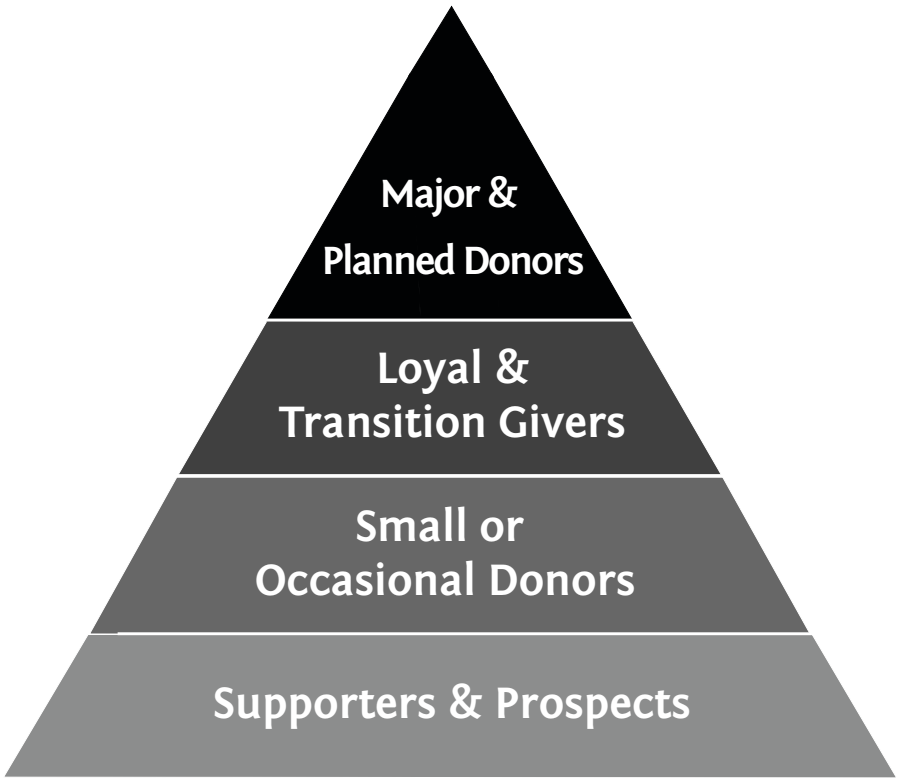 Major &
Planned Donors
Loyal &
Transition Givers
Small or
Occasional Donors
Supporters & Prospects